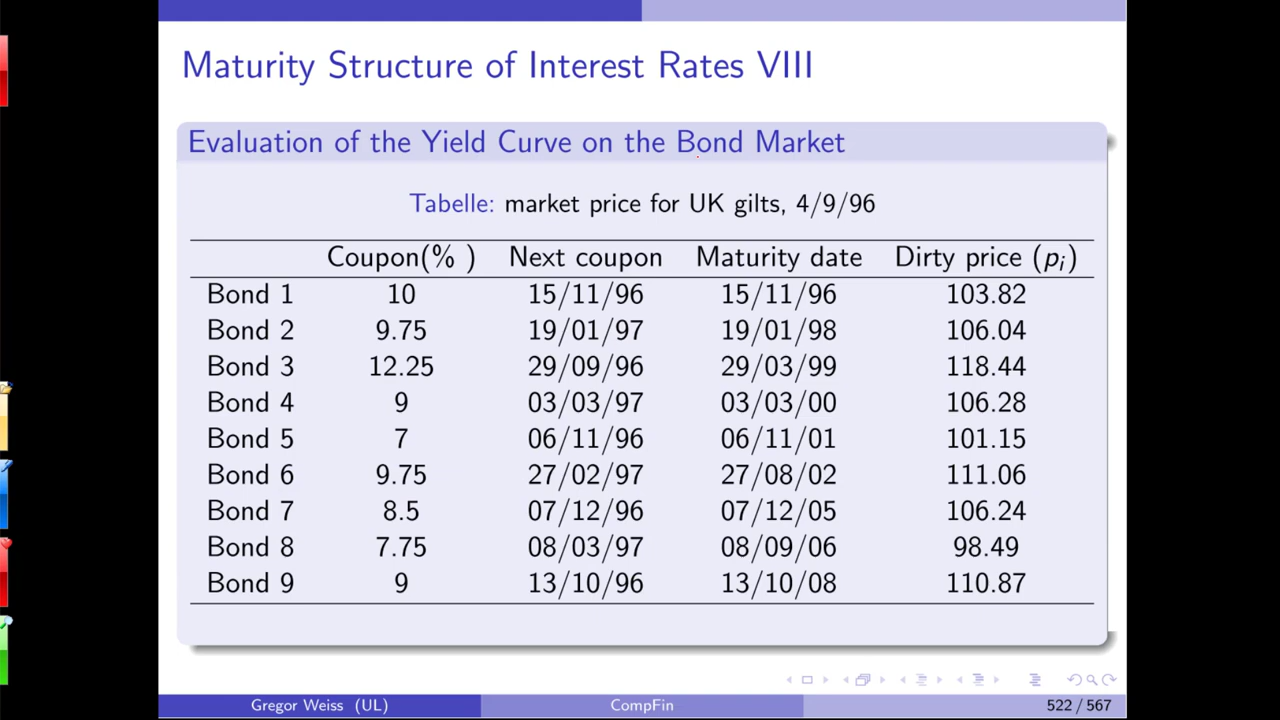 Maturity Structure of Interest Rates VIII
Evaluation of the Yield Curve on the Bond Market
Tabelle: market price for UK gilts, 4/9/96
Coupon(% ) Next coupon Maturity date Dirty price (pi)
Bond 1 10 15/11/96 15/11/96 103.82
Bond 2 9.75 19/01/97 19/01/98 106.04
Bond 3 12.25 29/09/96 29/03/99 118.44
Bond 4 9 03/03/97 03/03/00 106.28
Bond 5 7 06/11/96 06/11/01 101.15
Bond 6 9.75 27/02/97 27/08/02 111.06
Bond 7 8.5 07/12/96 07/12/05 106.24
Bond 8 7.75 08/03/97 08/09/06 98.49
Bond 9 9 13/10/96 13/10/08 110.87
Gregor Weiss (UL) CompFin 522 / 567